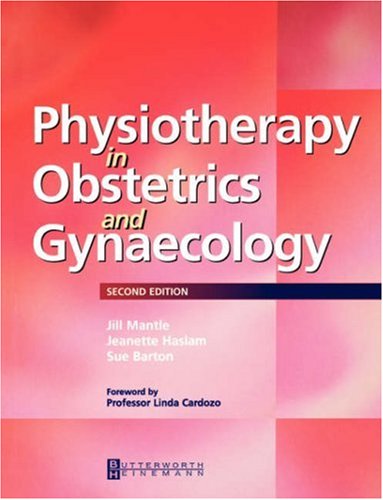 Physiotherapy
in
Obstetrics
and
Gynaecology
SECOND EDITION
Jill Mantle
Jeanette Haslam
Sue Barton
Foreword by
Professor Linda Cardozo
BUTTERWORTH
HEINEMANN